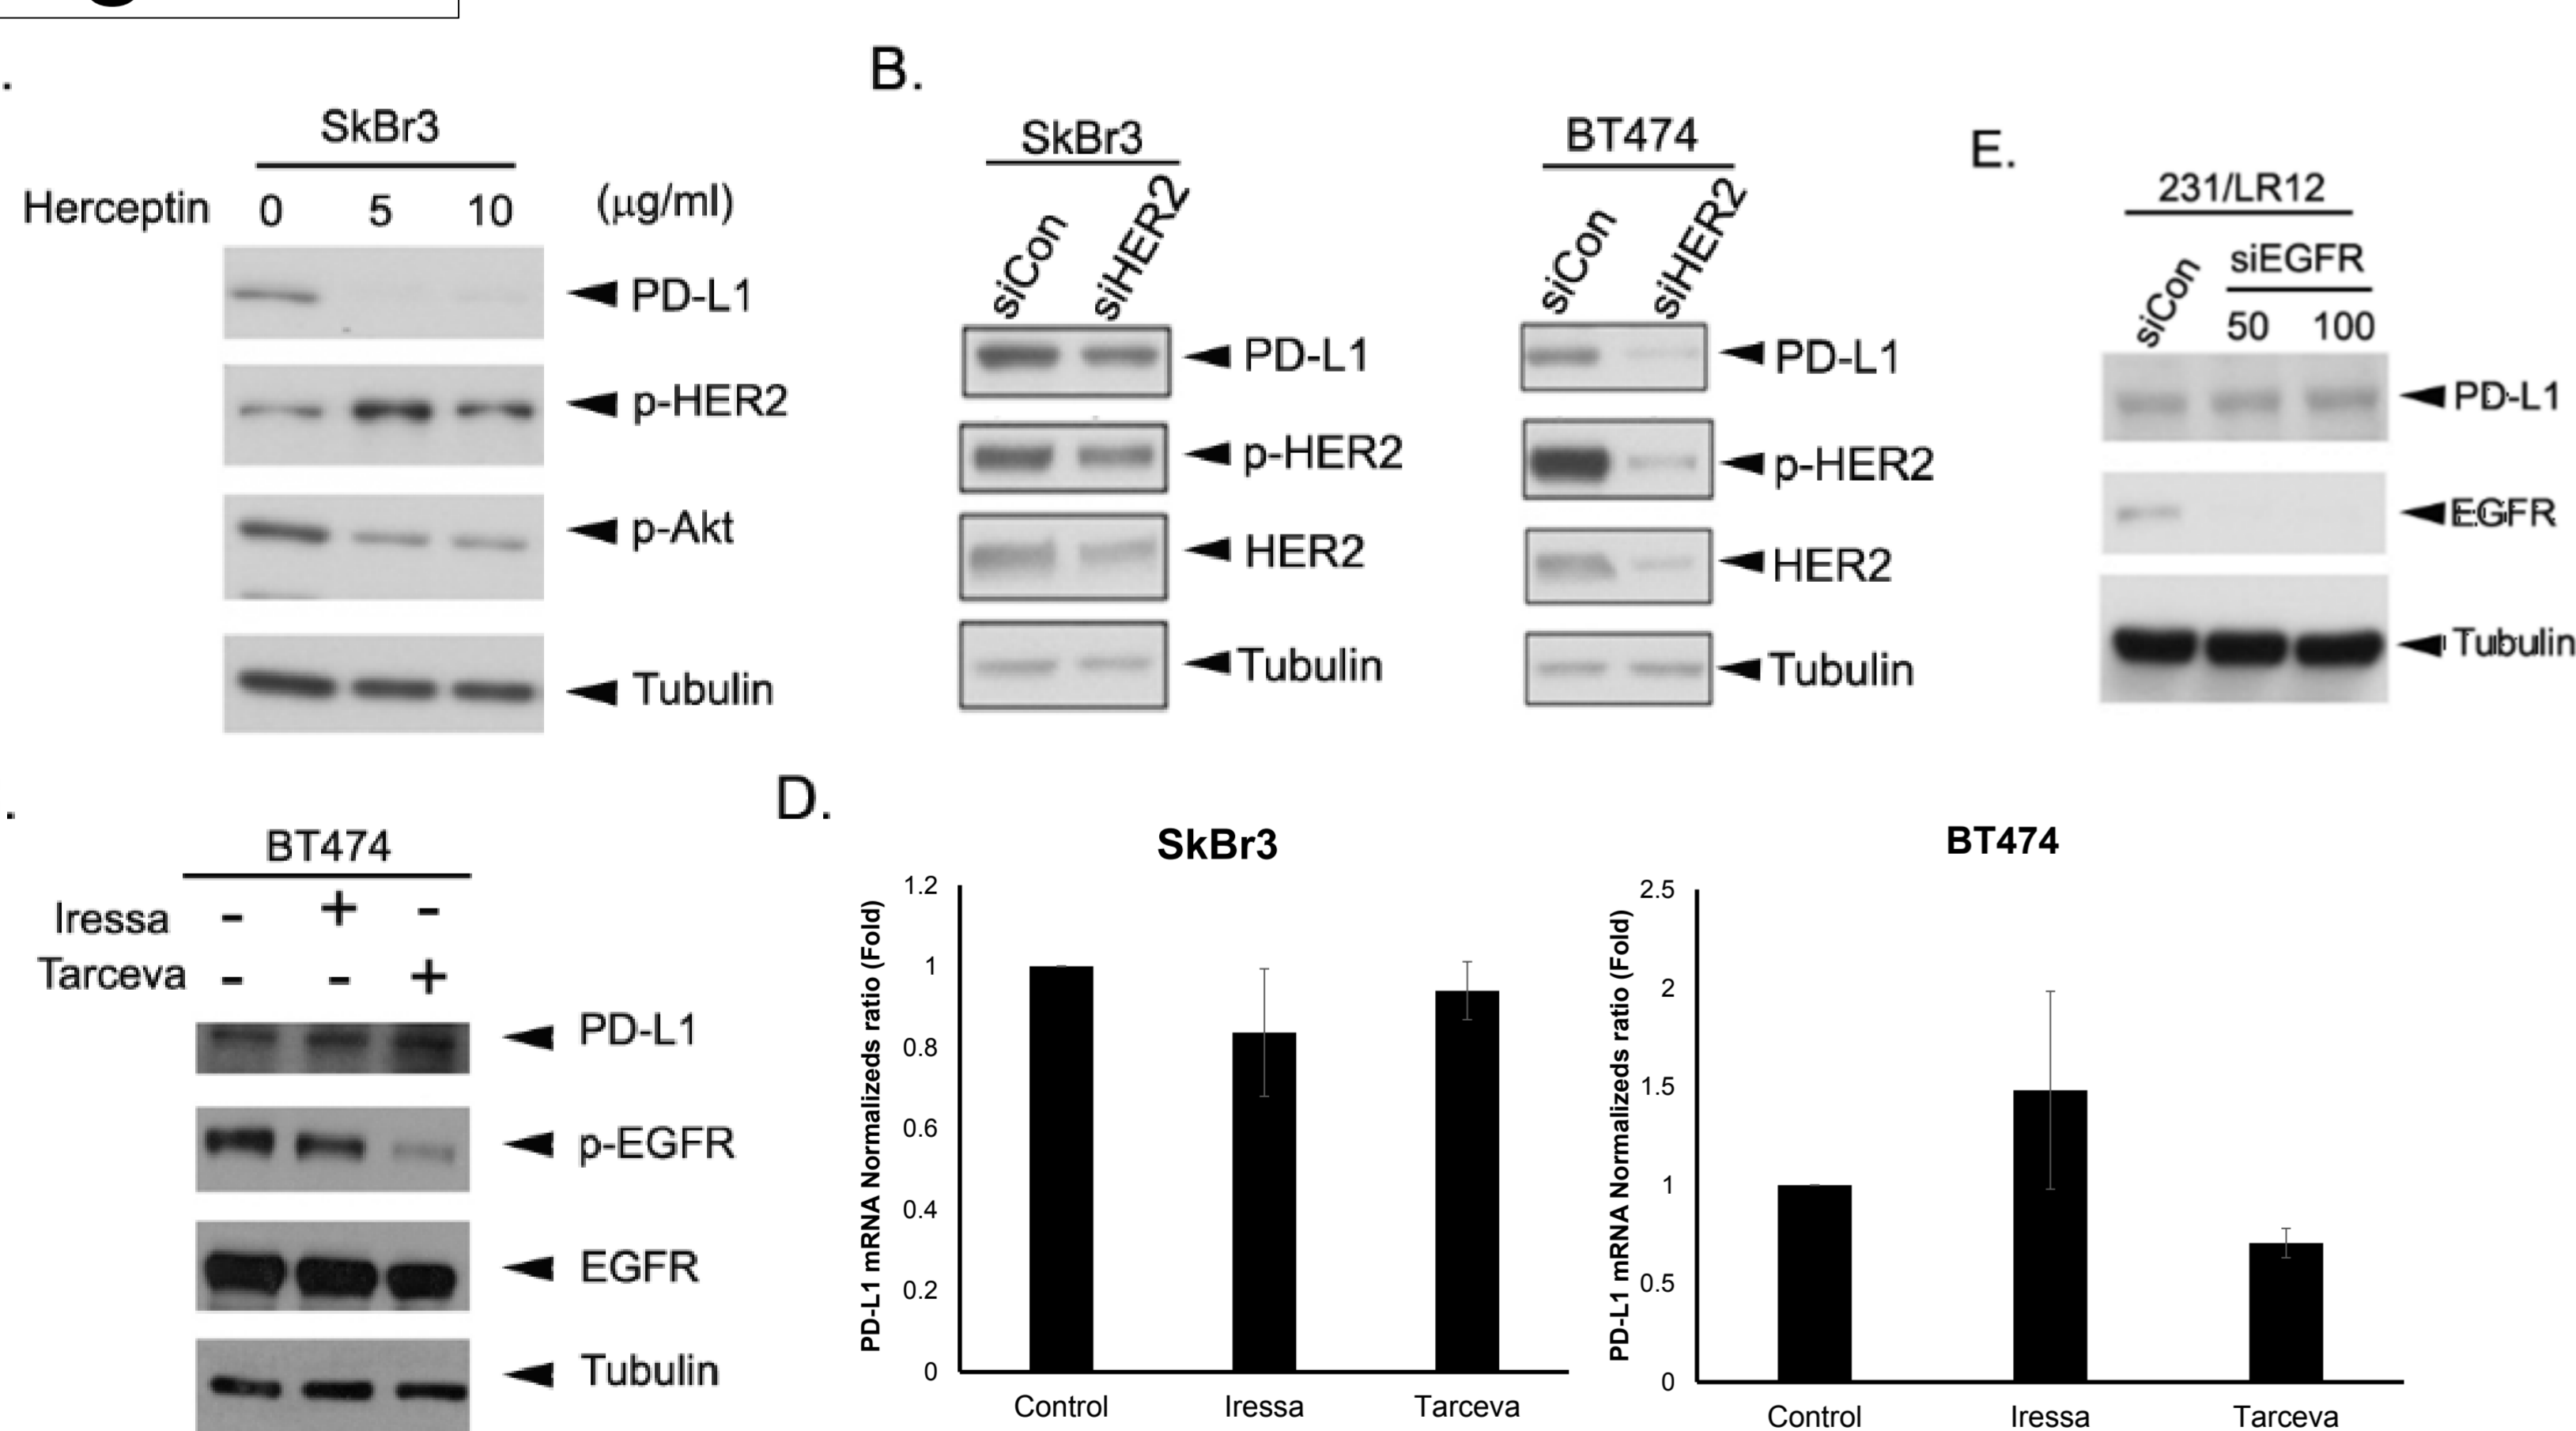 .
SkBr3
Herceptin 0 5 10 (μg/ml)
PD-L1
p-HER2
p-Akt
Tubulin
B.
SkBr3
siCon siHER2
PD-L1
p-HER2
HER2
Tubulin
BT474
siCon siHER2
PD-L1
p-HER2
HER2
Tubulin
E.
231/LR12
siEGFR
siCon 50 100
PD-L1
EGFR
Tubulin
.
BT474
Iressa - + -
Tarceva - - +
PD-L1
p-EGFR
EGFR
Tubulin
D.
SkBr3
PD-L1 mRNA Normalizeds ratio (Fold)
1.2
1
0.8
0.6
0.4
0.2
0
Control Iressa Tarceva
BT474
PD-L1 mRNA Normalizeds ratio (Fold)
2.5
2
1.5
1
0.5
0
Control Iressa Tarceva